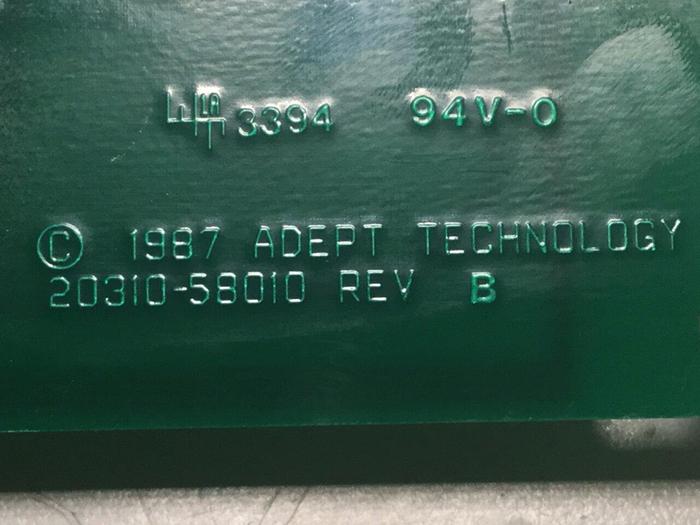 3394 94V-0
© 1987 ADEPT TECHNOLOGY
20310-58010 REV B